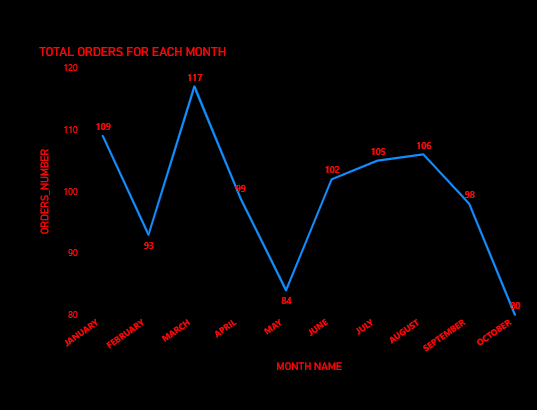 TOTAL ORDERS FOR EACH MONTH
120
110
100
90
80
ORDERS_NUMBER
109
93
117
99
84
102
105
106
98
80
JANUARY
FEBRUARY
MARCH
APRIL
MAY
JUNE
JULY
AUGUST
SEPTEMBER
OCTOBER
MONTH NAME